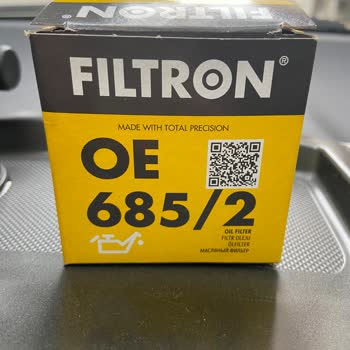 FILTRON®
MADE WITH TOTAL PRECISION
OE
685/2
OIL FILTER
FILTR OLEJU
ÖLFILTER
МАСЛЯНЫЙ ФИЛЬТР